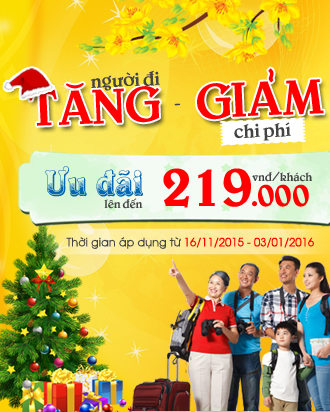 người đi
TĂNG - GIẢM
chi phí
Ưu đãi
lên đến
219.000
vnđ/khách
Thời gian áp dụng từ 16/11/2015 - 03/01/2016